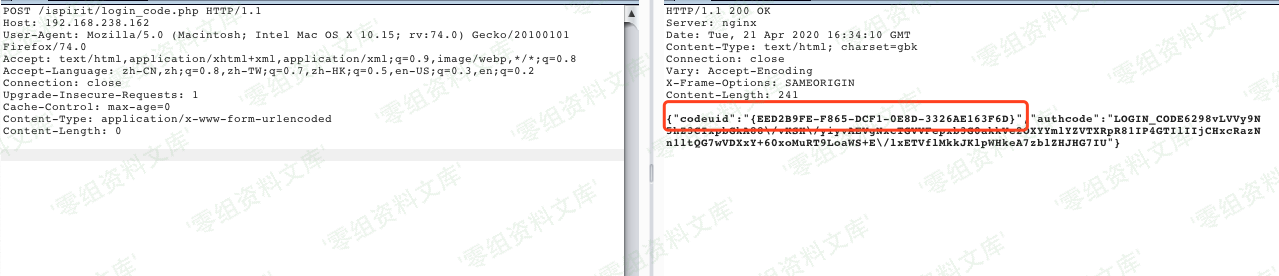 POST /ispirit/login_code.php HTTP/1.1
Host: 192.168.238.162
User-Agent: Mozilla/5.0 (Macintosh; Intel Mac OS X 10.15; rv:74.0) Gecko/20100101
Firefox/74.0
Accept: text/html,application/xhtml+xml,application/xml;q=0.9,image/webp,*/*;q=0.8
Accept-Language: zh-CN,zh;q=0.8,zh-TW;q=0.7,zh-HK;q=0.5,en-US;q=0.3,en;q=0.2
Connection: close
Upgrade-Insecure-Requests: 1
Cache-Control: max-age=0
Content-Type: application/x-www-form-urlencoded
Content-Length: 0
HTTP/1.1 200 OK
Server: nginx
Date: Tue, 21 Apr 2020 16:34:10 GMT
Content-Type: text/html; charset=gbk
Connection: close
Vary: Accept-Encoding
X-Frame-Options: SAMEORIGIN
Content-Length: 241
{"codeuid":"{EED2B9FE-F865-DCF1-0E8D-3326AE163F6D}","authcode":"LOGIN_CODE6298vLVVy9N
零组资料文库